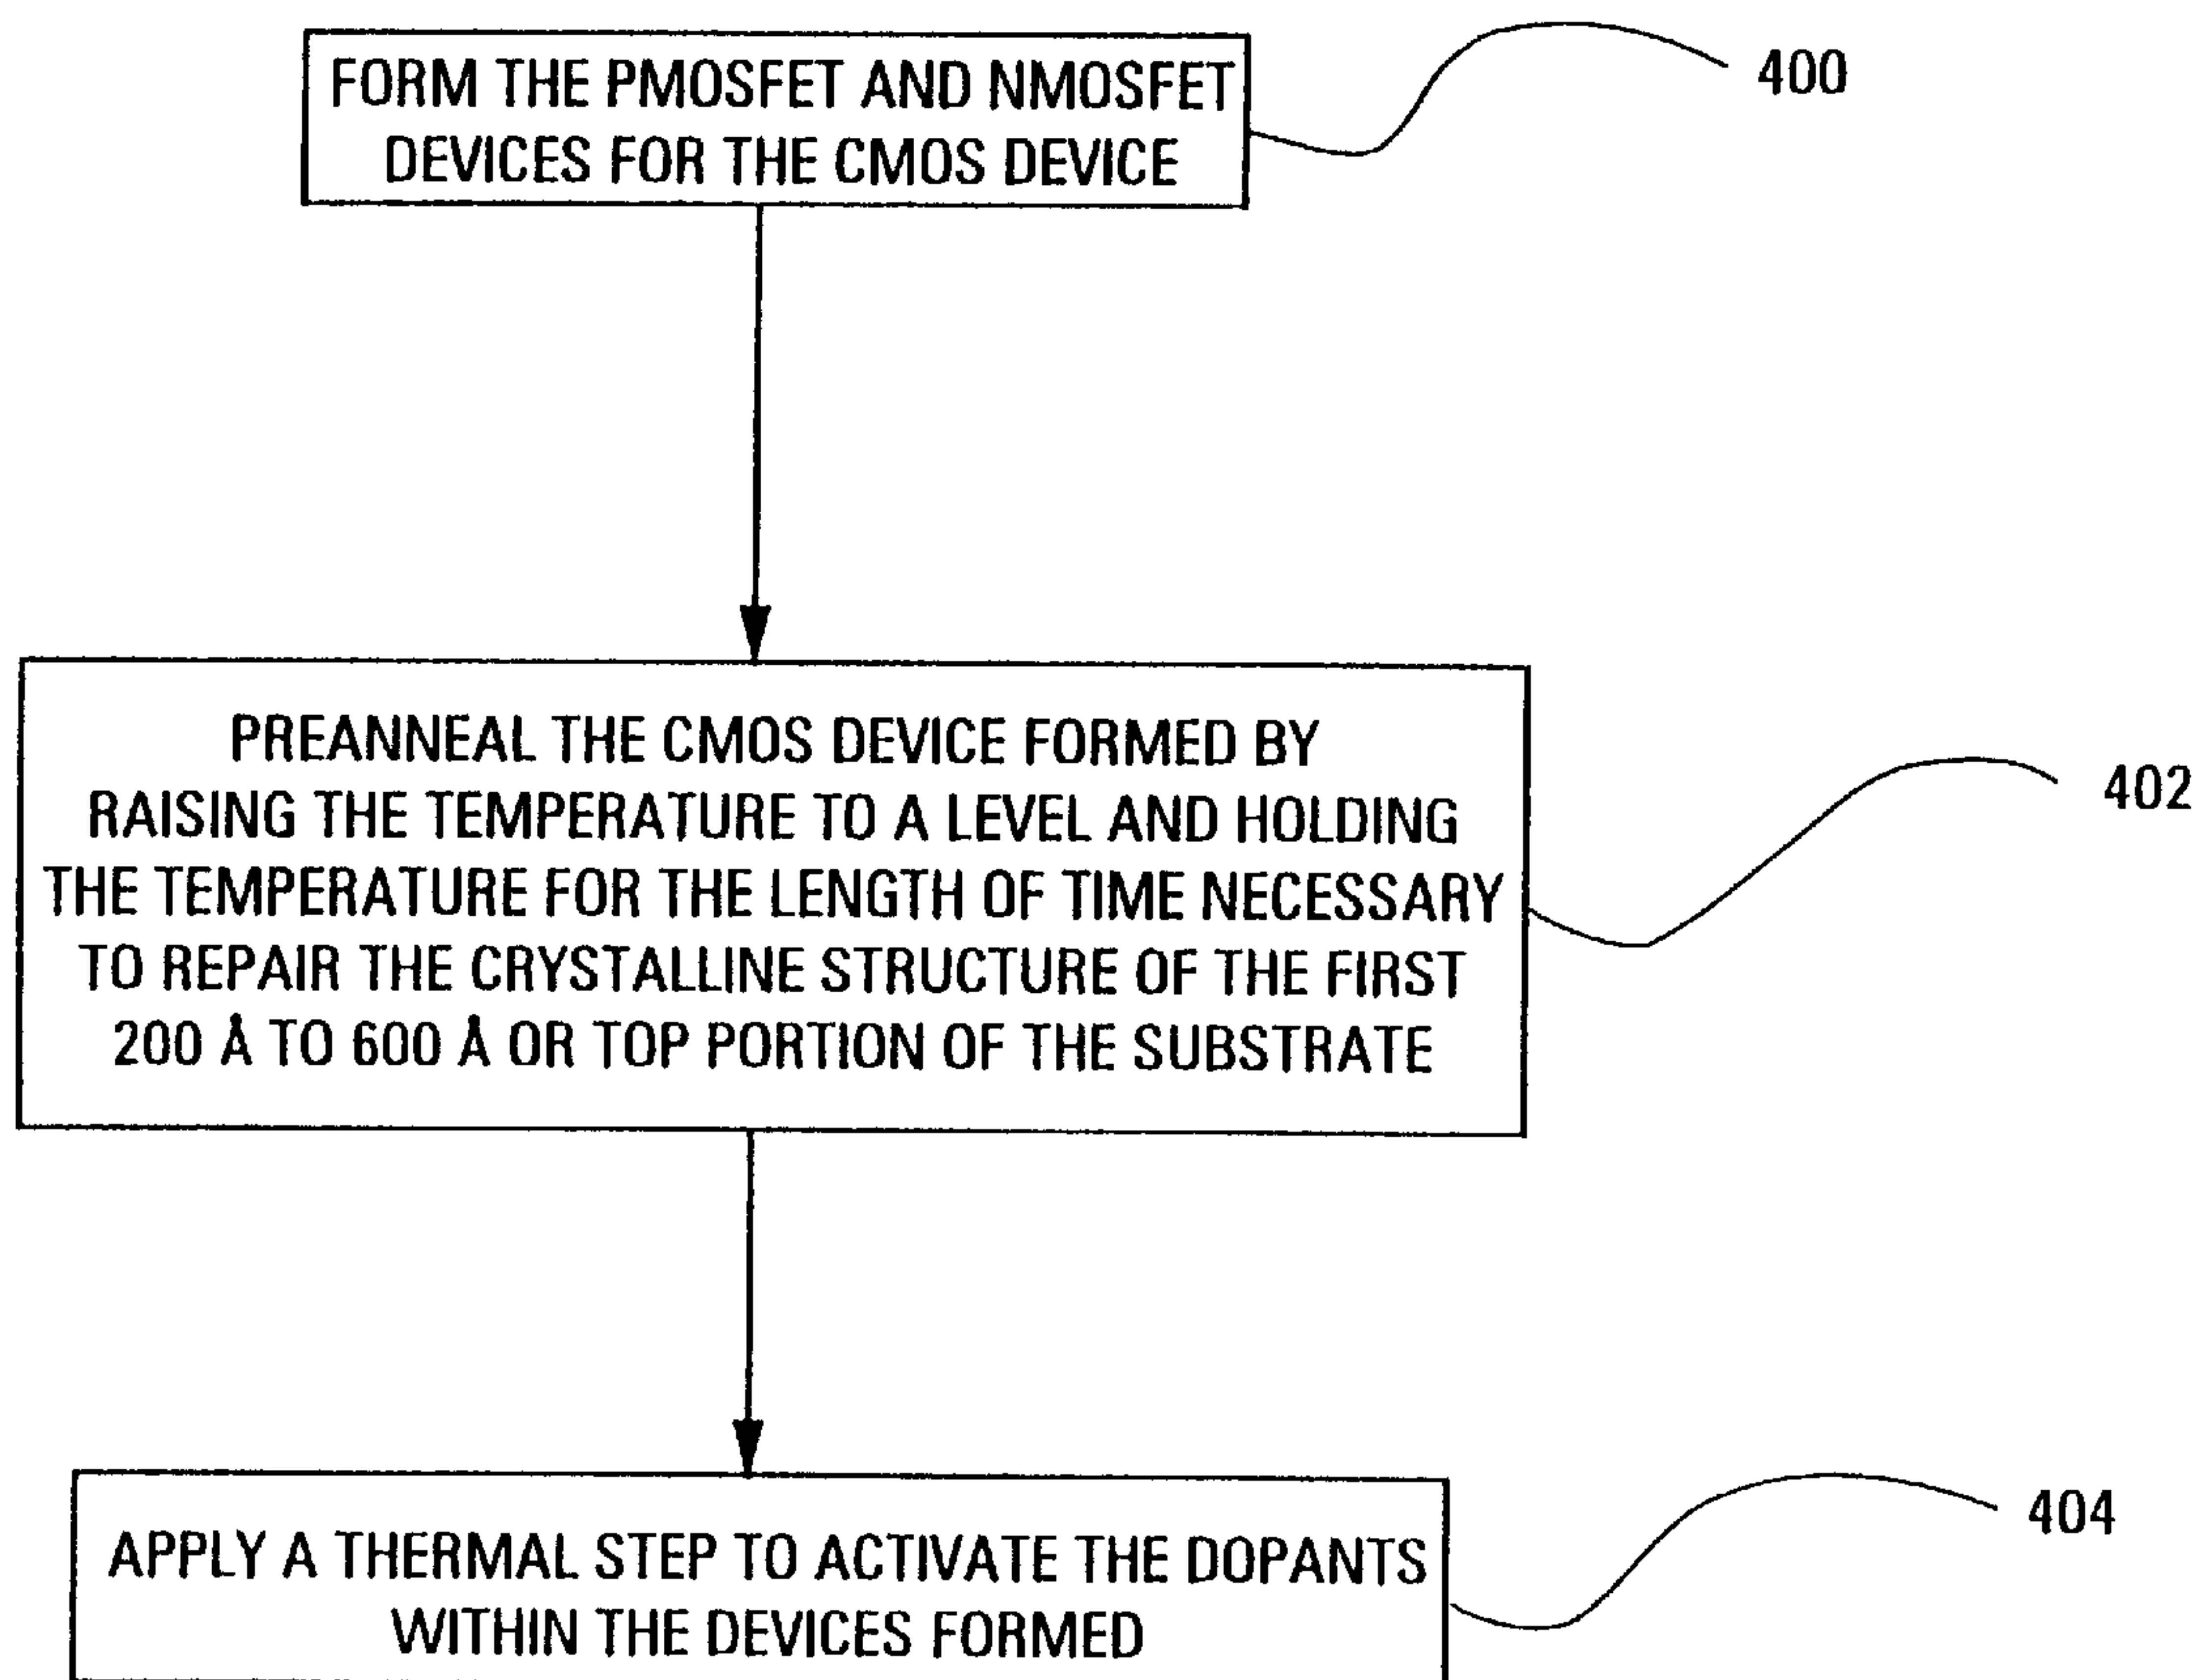 FORM THE PMOSFET AND NMOSFET
DEVICES FOR THE CMOS DEVICE
400
PREANNEAL THE CMOS DEVICE FORMED BY
RAISING THE TEMPERATURE TO A LEVEL AND HOLDING
THE TEMPERATURE FOR THE LENGTH OF TIME NECESSARY
TO REPAIR THE CRYSTALLINE STRUCTURE OF THE FIRST
200 Å TO 600 Å OR TOP PORTION OF THE SUBSTRATE
402
APPLY A THERMAL STEP TO ACTIVATE THE DOPANTS
WITHIN THE DEVICES FORMED
404